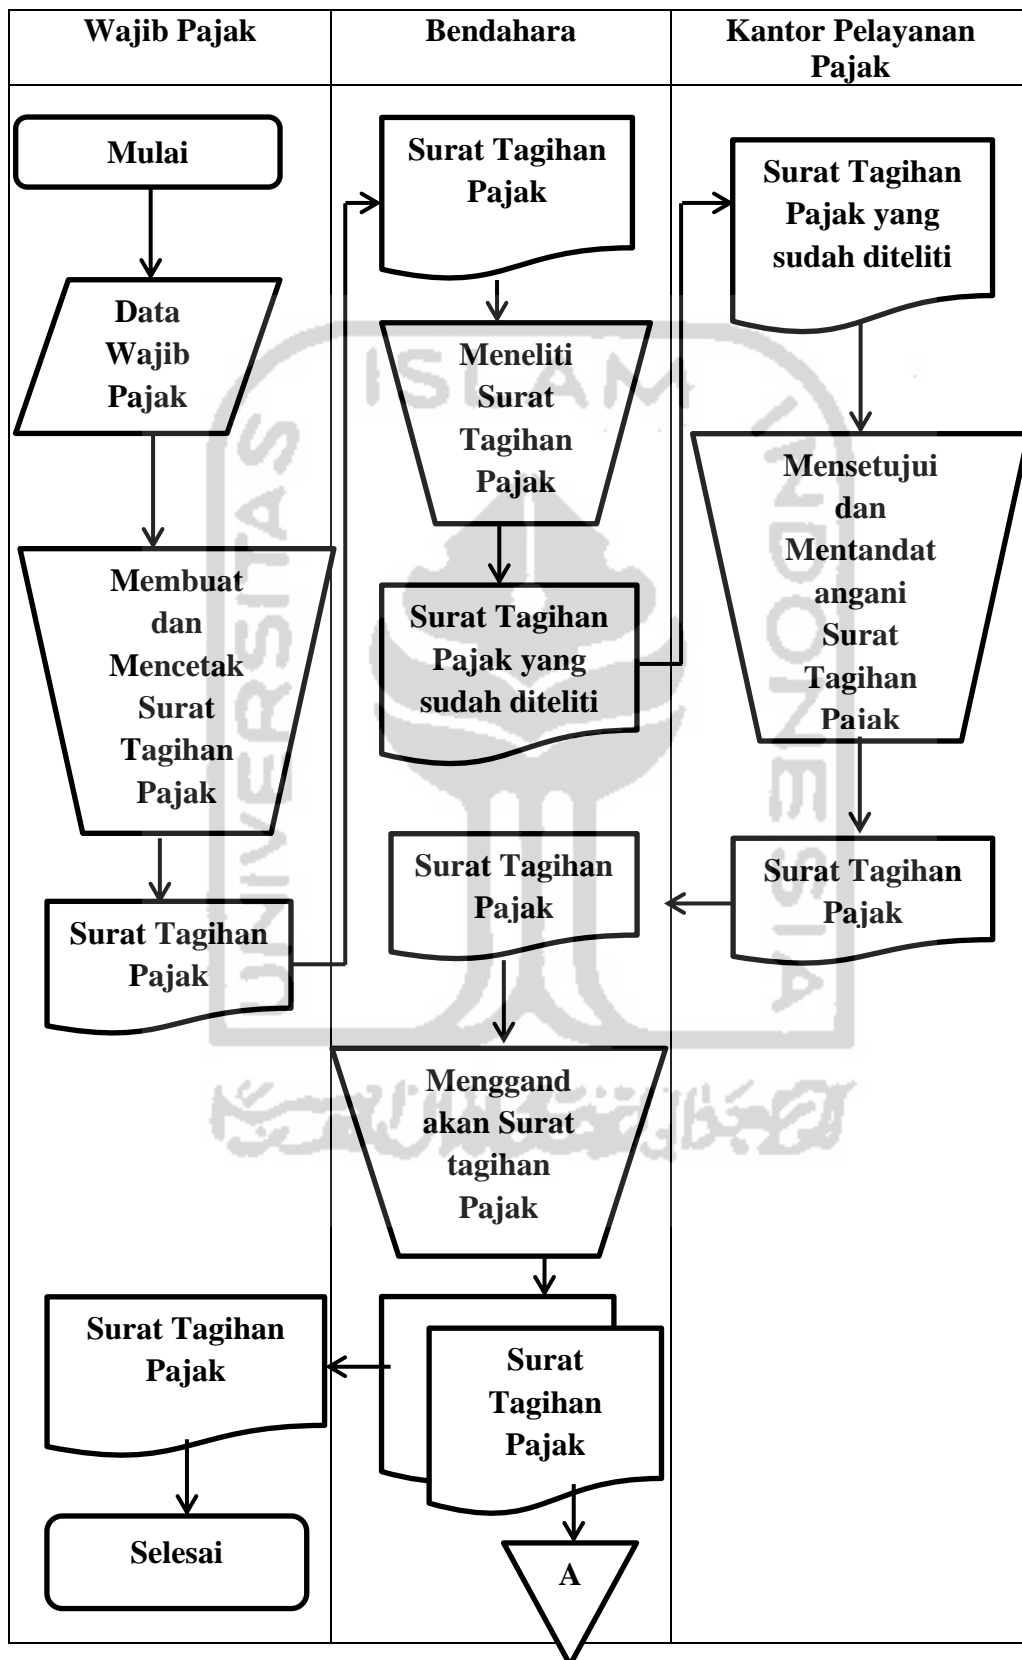 Wajib Pajak
Bendahara
Kantor Pelayanan
Pajak
Mulai
Data
Wajib
Pajak
Membuat
dan
Mencetak
Surat
Tagihan
Pajak
Surat Tagihan
Pajak
Surat Tagihan
Pajak
Meneliti
Surat
Tagihan
Pajak
Surat Tagihan
Pajak yang
sudah diteliti
Surat Tagihan
Pajak yang
sudah diteliti
Mensetujui
dan
Mentandat
angani
Surat
Tagihan
Pajak
Surat Tagihan
Pajak
Surat Tagihan
Pajak
Menggand
akan Surat
tagihan
Pajak
Surat
Tagihan
Pajak
A
Surat Tagihan
Pajak
Selesai
UNIVERSITAS
ISLAM
INDONESIA